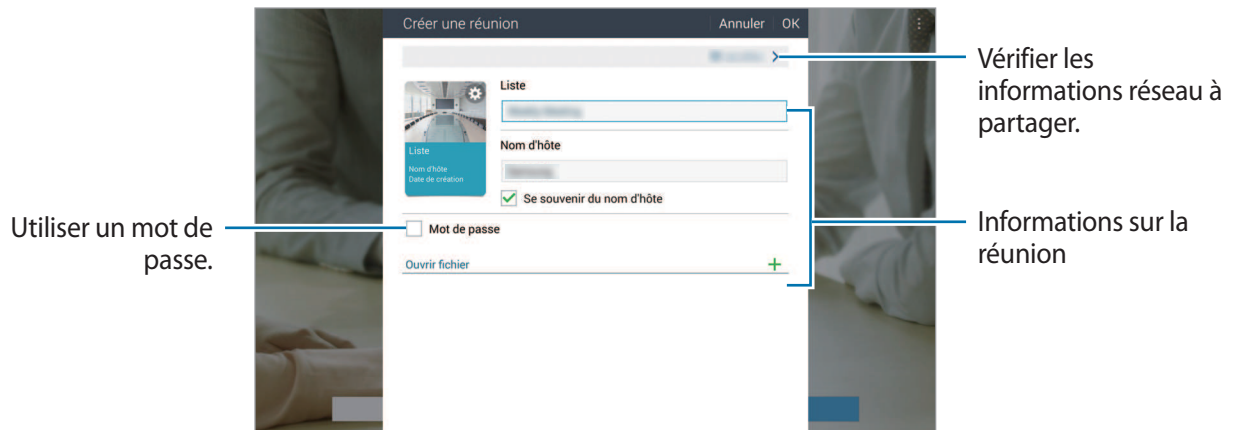 Créer une réunion
Annuler
OK
Liste
Nom d'hôte
Liste
Nom d'hôte
Date de création
Se souvenir du nom d'hôte
Mot de passe
Ouvrir fichier
Vérifier les
informations réseau à
partager.
Utiliser un mot de
passe.
Informations sur la
réunion